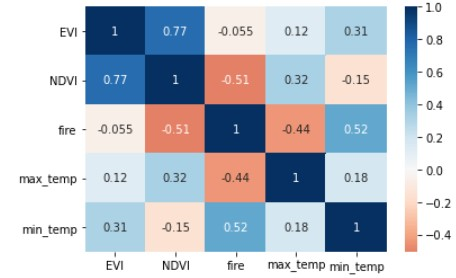 EVI 1 0.77 -0.055 0.12 0.31
NDVI 0.77 1 -0.51 0.32 -0.15
fire -0.055 -0.51 1 -0.44 0.52
max_temp 0.12 0.32 -0.44 1 0.18
min_temp 0.31 -0.15 0.52 0.18 1
EVI NDVI fire max_temp min_temp
1.0
0.8
0.6
0.4
0.2
0.0
−0.2
−0.4